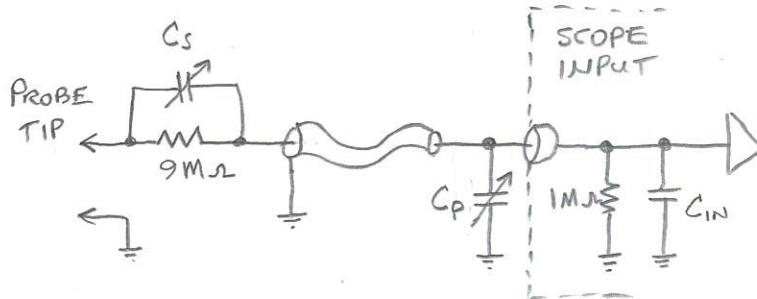 Cs
SCOPE
INPUT
PROBE
TIP
9MΩ
Cp
1MΩ
CIN